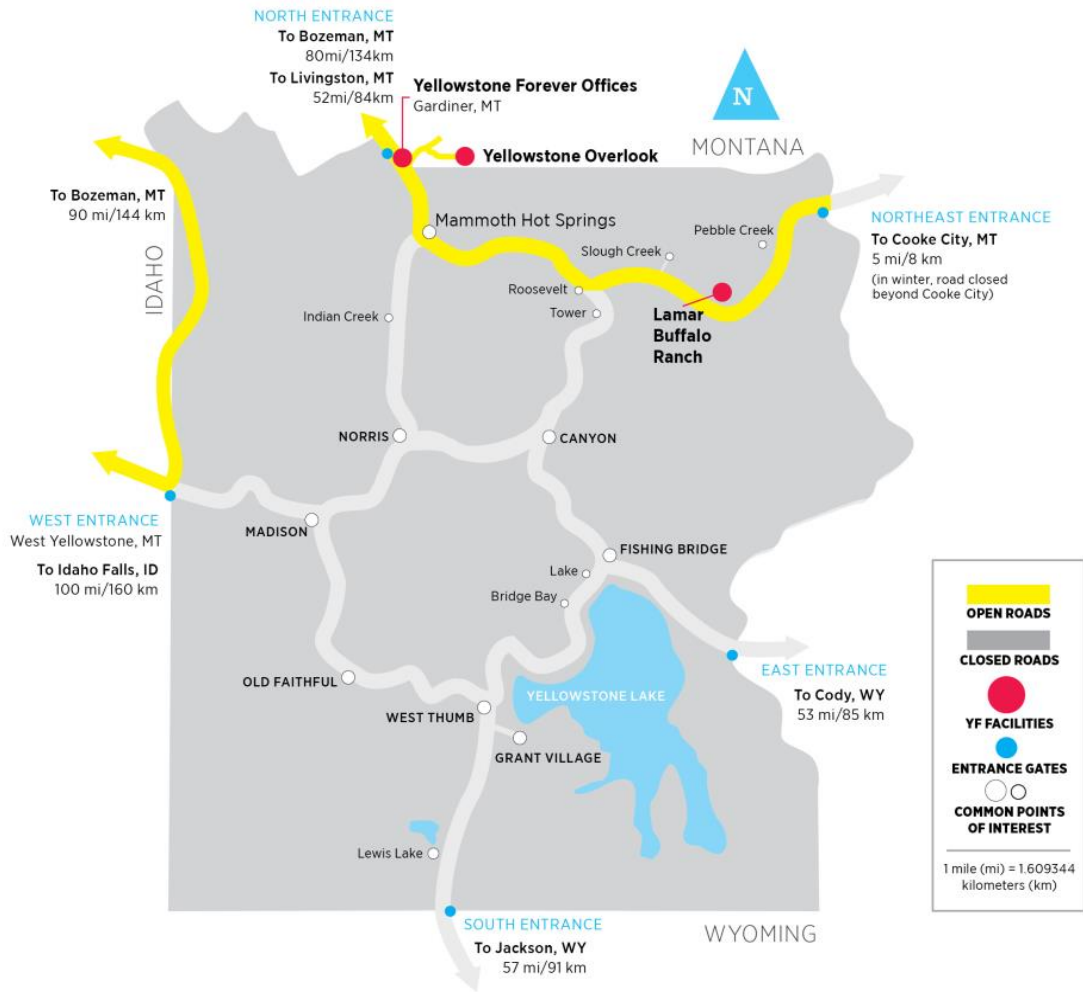 NORTH ENTRANCE
To Bozeman, MT
80mi/134km
To Livingston, MT
52mi/84km
Yellowstone Forever Offices
Gardiner, MT
N
MONTANA
Yellowstone Overlook
To Bozeman, MT
90 mi/144 km
IDAHO
Mammoth Hot Springs
Pebble Creek
Slough Creek
NORTHEAST ENTRANCE
To Cooke City, MT
5 mi/8 km
(in winter, road closed
beyond Cooke City)
Roosevelt
Indian Creek
Tower
Lamar
Buffalo
Ranch
NORRIS
CANYON
WEST ENTRANCE
West Yellowstone, MT
To Idaho Falls, ID
100 mi/160 km
MADISON
FISHING BRIDGE
Lake
Bridge Bay
OLD FAITHFUL
YELLOWSTONE LAKE
EAST ENTRANCE
To Cody, WY
53 mi/85 km
WEST THUMB
GRANT VILLAGE
Lewis Lake
SOUTH ENTRANCE
To Jackson, WY
57 mi/91 km
WYOMING
OPEN ROADS
CLOSED ROADS
YF FACILITIES
ENTRANCE GATES
COMMON POINTS
OF INTEREST
1 mile (mi) = 1.609344
kilometers (km)